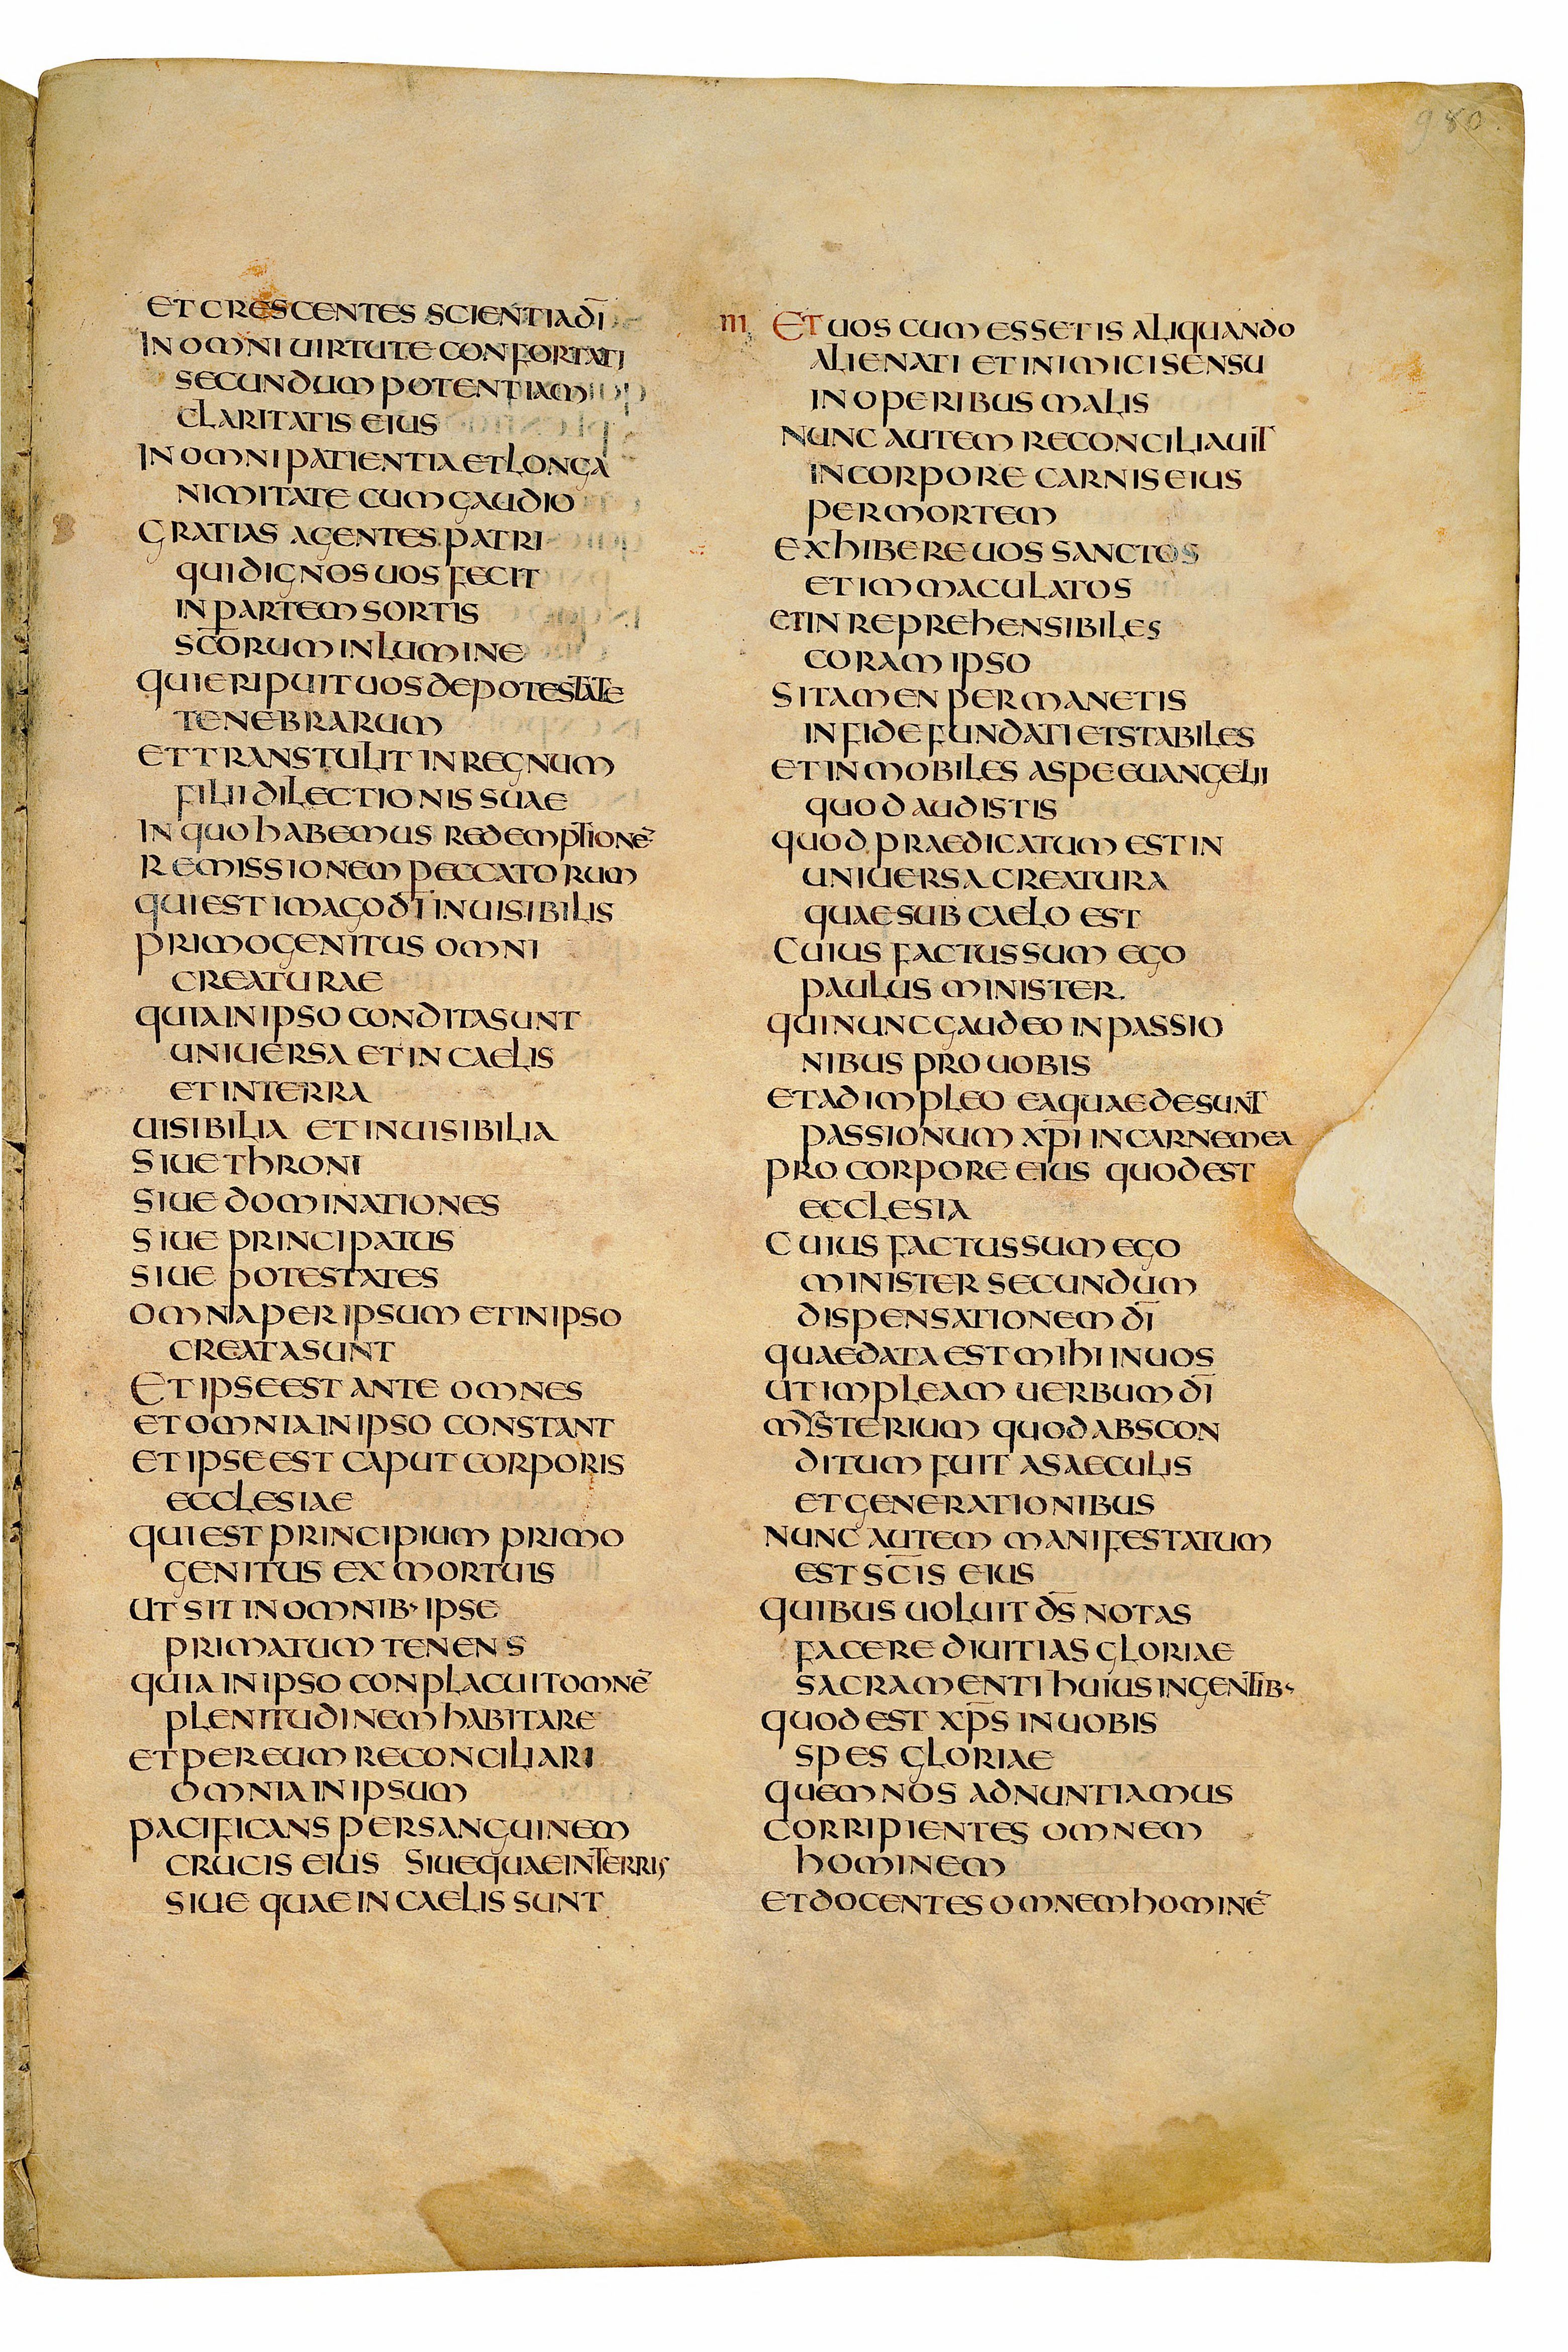 ET CRESCENTES SCIENTIA D̅I̅
IN OMNI UIRTUTE CONFORTATI
SECUNDUM POTENTIAM
CLARITATIS EIUS
IN OMNI PATIENTIA ET LONGA
NIMITATE CUM GAUDIO
GRATIAS AGENTES PATRI
QUI DIGNOS UOS FECIT
IN PARTEM SORTIS
SC̅ORUM IN LUMINE
QUI ERIPUIT UOS DE POTESTATE
TENEBRARUM
ET TRANSTULIT IN REGNUM
FILII DILECTIONIS SUAE
IN QUO HABEMUS REDEMPTIONE̅
REMISSIONEM PECCATORUM
QUI EST IMAGO D̅I̅ INUISIBILIS
PRIMOGENITUS OMNI
CREATURAE
QUIA IN IPSO CONDITA SUNT
UNIUERSA ET IN CAELIS
ET IN TERRA
UISIBILIA ET INUISIBILIA
SIUE THRONI
SIUE DOMINATIONES
SIUE PRINCIPATUS
SIUE POTESTATES
OMNIA PER IPSUM ET IN IPSO
CREATA SUNT
ET IPSE EST ANTE OMNES
ET OMNIA IN IPSO CONSTANT
ET IPSE EST CAPUT CORPORIS
ECCLESIAE
QUI EST PRINCIPIUM PRIMO
GENITUS EX MORTUIS
UT SIT IN OMNIB· IPSE
PRIMATUM TENENS
QUIA IN IPSO CONPLACUIT OMNE̅
PLENITUDINEM HABITARE
ET PER EUM RECONCILIARI
OMNIA IN IPSUM
PACIFICANS PER SANGUINEM
CRUCIS EIUS SIUE QUAE IN TERRIS
SIUE QUAE IN CAELIS SUNT
980.
III ET UOS CUM ESSETIS ALIQUANDO
ALIENATI ET INIMICI SENSU
IN OPERIBUS MALIS
NUNC AUTEM RECONCILIAUIT
IN CORPORE CARNIS EIUS
PER MORTEM
EXHIBERE UOS SANCTOS
ET IMMACULATOS
ET INREPREHENSIBILES
CORAM IPSO
SI TAMEN PERMANETIS
IN FIDE FUNDATI ET STABILES
ET INMOBILES A SPE EUANGELII
QUOD AUDISTIS
QUOD PRAEDICATUM EST IN
UNIUERSA CREATURA
QUAE SUB CAELO EST
CUIUS FACTUS SUM EGO
PAULUS MINISTER.
QUI NUNC GAUDEO IN PASSIO
NIBUS PRO UOBIS
ET ADIMPLEO EA QUAE DESUNT
PASSIONUM XP̅I IN CARNE MEA
PRO CORPORE EIUS QUOD EST
ECCLESIA
CUIUS FACTUS SUM EGO
MINISTER SECUNDUM
DISPENSATIONEM D̅I̅
QUAE DATA EST MIHI IN UOS
UT IMPLEAM UERBUM D̅I̅
MYSTERIUM QUOD ABSCON
DITUM FUIT A SAECULIS
ET GENERATIONIBUS
NUNC AUTEM MANIFESTATUM
EST SC̅IS EIUS
QUIBUS UOLUIT D̅S̅ NOTAS
FACERE DIUITIAS GLORIAE
SACRAMENTI HUIUS IN GENTIB·
QUOD EST XP̅S IN UOBIS
SPES GLORIAE
QUEM NOS ADNUNTIAMUS
CORRIPIENTES OMNEM
HOMINEM
ET DOCENTES OMNEM HOMINE̅